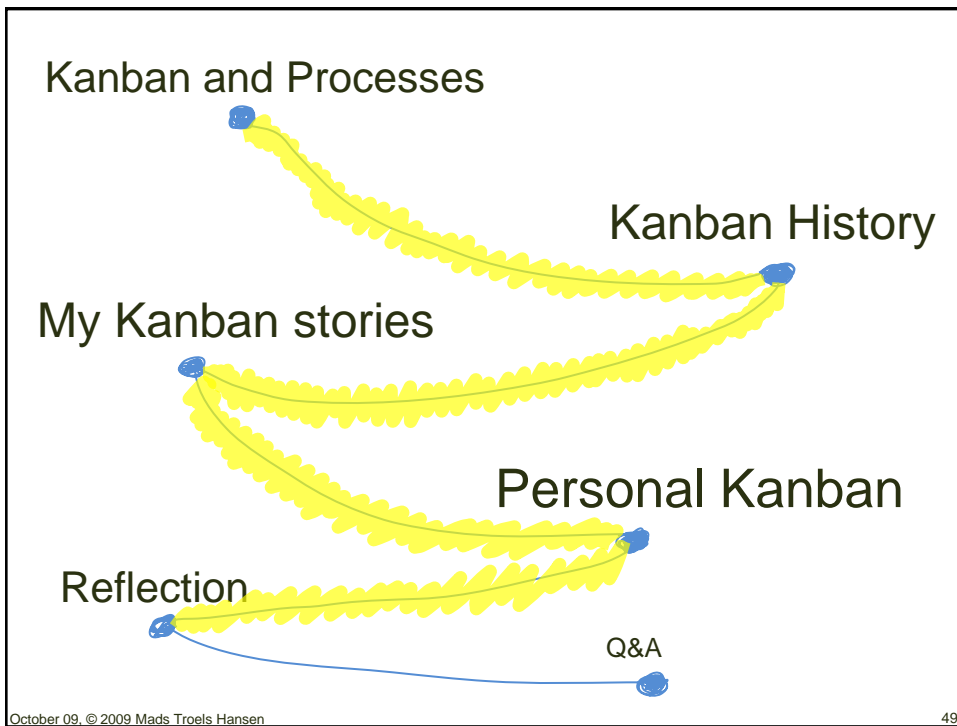 Kanban and Processes
Kanban History
My Kanban stories
Personal Kanban
Reflection
Q&A
October 09, © 2009 Mads Troels Hansen
49